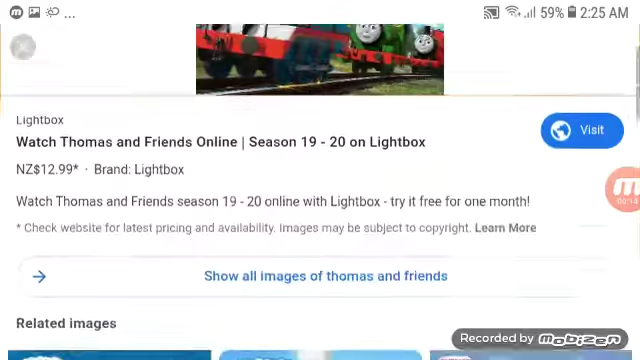 ... 59% 2:25 AM
Lightbox
Watch Thomas and Friends Online | Season 19 - 20 on Lightbox
Visit
NZ$12.99* · Brand: Lightbox
00:14
Watch Thomas and Friends season 19 - 20 online with Lightbox - try it free for one month!
* Check website for latest pricing and availability. Images may be subject to copyright. Learn More
Show all images of thomas and friends
Related images
Recorded by mobizen